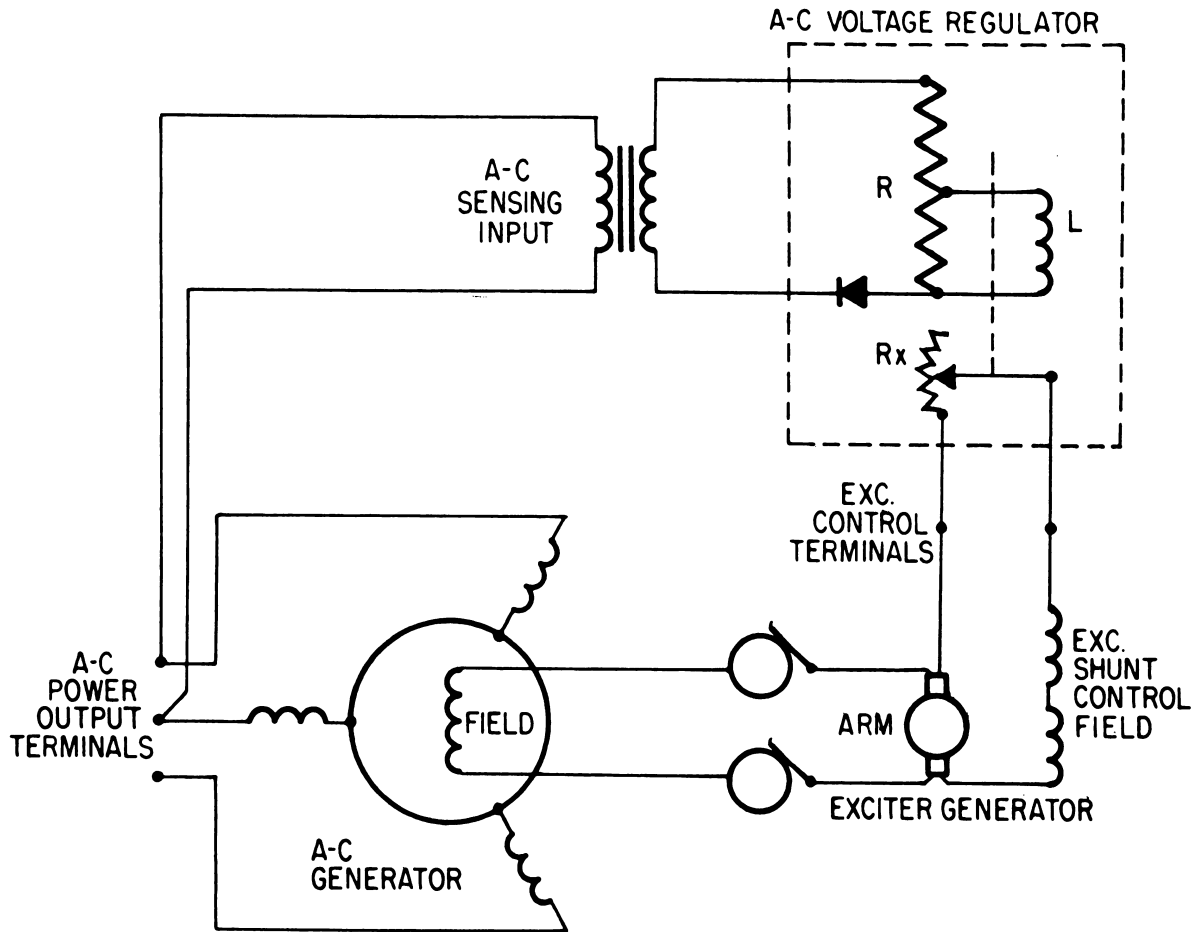 A-C VOLTAGE REGULATOR
A-C
SENSING
INPUT
R
L
Rx
EXC.
CONTROL
TERMINALS
A-C
POWER
OUTPUT
TERMINALS
FIELD
ARM
EXC.
SHUNT
CONTROL
FIELD
EXCITER GENERATOR
A-C
GENERATOR